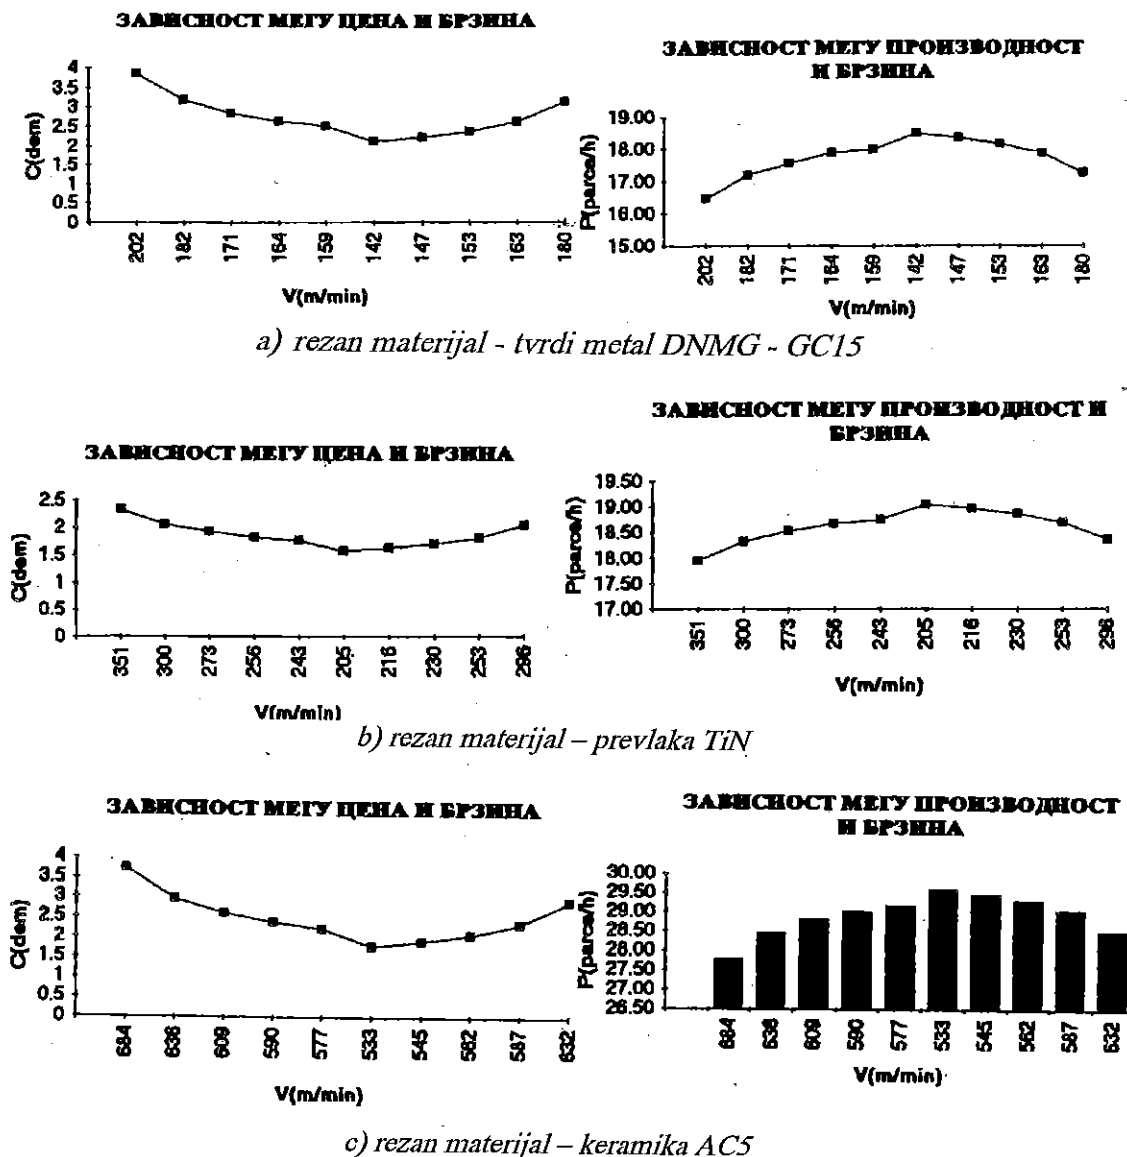 ЗАВИСНОСТ МЕГУ ЦЕНА И БРЗИНА
C(dem)
4
3.5
3
2.5
2
1.5
1
0.5
0
202 182 171 164 159 142 147 153 163 180
V(m/min)
ЗАВИСНОСТ МЕГУ ПРОИЗВОДНОСТ
И БРЗИНА
P(parce/h)
19.00
18.00
17.00
16.00
15.00
202 182 171 164 159 142 147 153 163 180
V(m/min)
a) rezan materijal - tvrdi metal DNMG - GC15
ЗАВИСНОСТ МЕГУ ЦЕНА И БРЗИНА
C(dem)
2.5
2
1.5
1
0.5
0
351 300 273 256 243 205 216 230 253 296
V(m/min)
ЗАВИСНОСТ МЕГУ ПРОИЗВОДНОСТ И
БРЗИНА
P(parce/h)
19.50
19.00
18.50
18.00
17.50
17.00
351 300 273 256 243 205 216 230 253 296
V(m/min)
b) rezan materijal – prevlaka TiN
ЗАВИСНОСТ МЕГУ ЦЕНА И БРЗИНА
C(dem)
4
3.5
3
2.5
2
1.5
1
0.5
0
684 636 609 590 577 533 545 562 587 632
V(m/min)
ЗАВИСНОСТ МЕГУ ПРОИЗВОДНОСТ
И БРЗИНА
P(parce/h)
30.00
29.50
29.00
28.50
28.00
27.50
27.00
26.50
684 636 609 590 577 533 545 562 587 632
V(m/min)
c) rezan materijal – keramika AC5